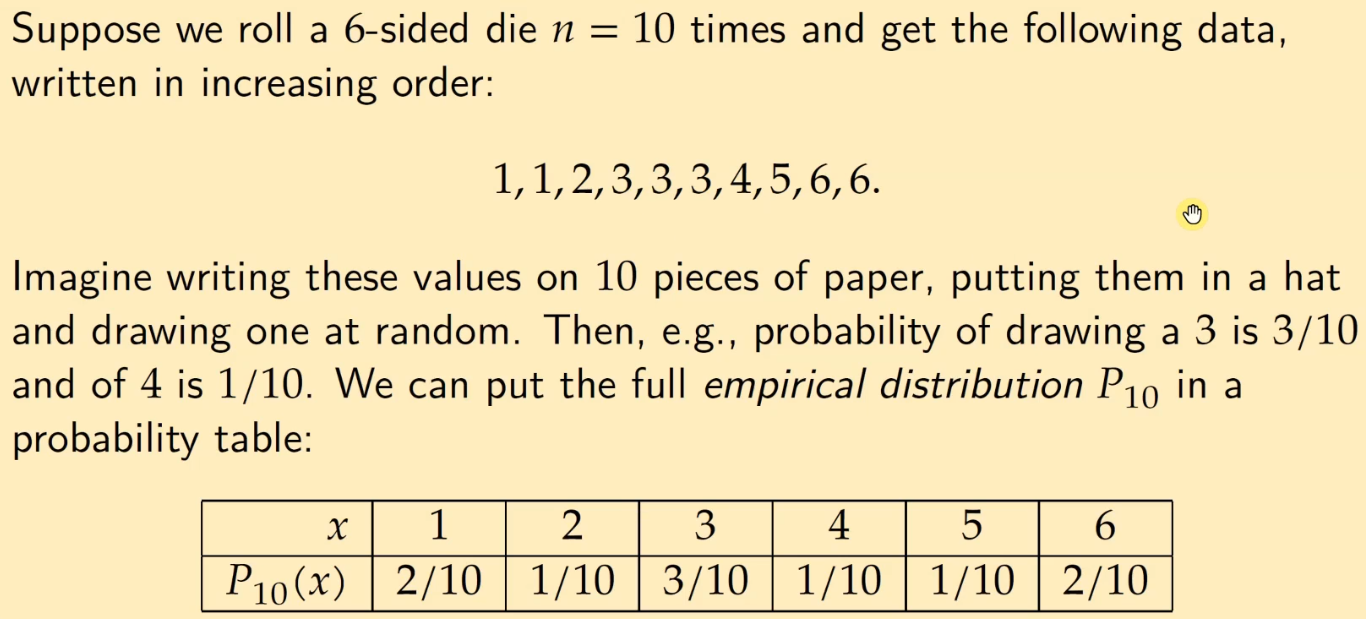 Suppose we roll a 6-sided die n = 10 times and get the following data,
written in increasing order:
1, 1, 2, 3, 3, 3, 4, 5, 6, 6.
Imagine writing these values on 10 pieces of paper, putting them in a hat
and drawing one at random. Then, e.g., probability of drawing a 3 is 3/10
and of 4 is 1/10. We can put the full empirical distribution P₁₀ in a
probability table:
x 1 2 3 4 5 6
P₁₀(x) 2/10 1/10 3/10 1/10 1/10 2/10